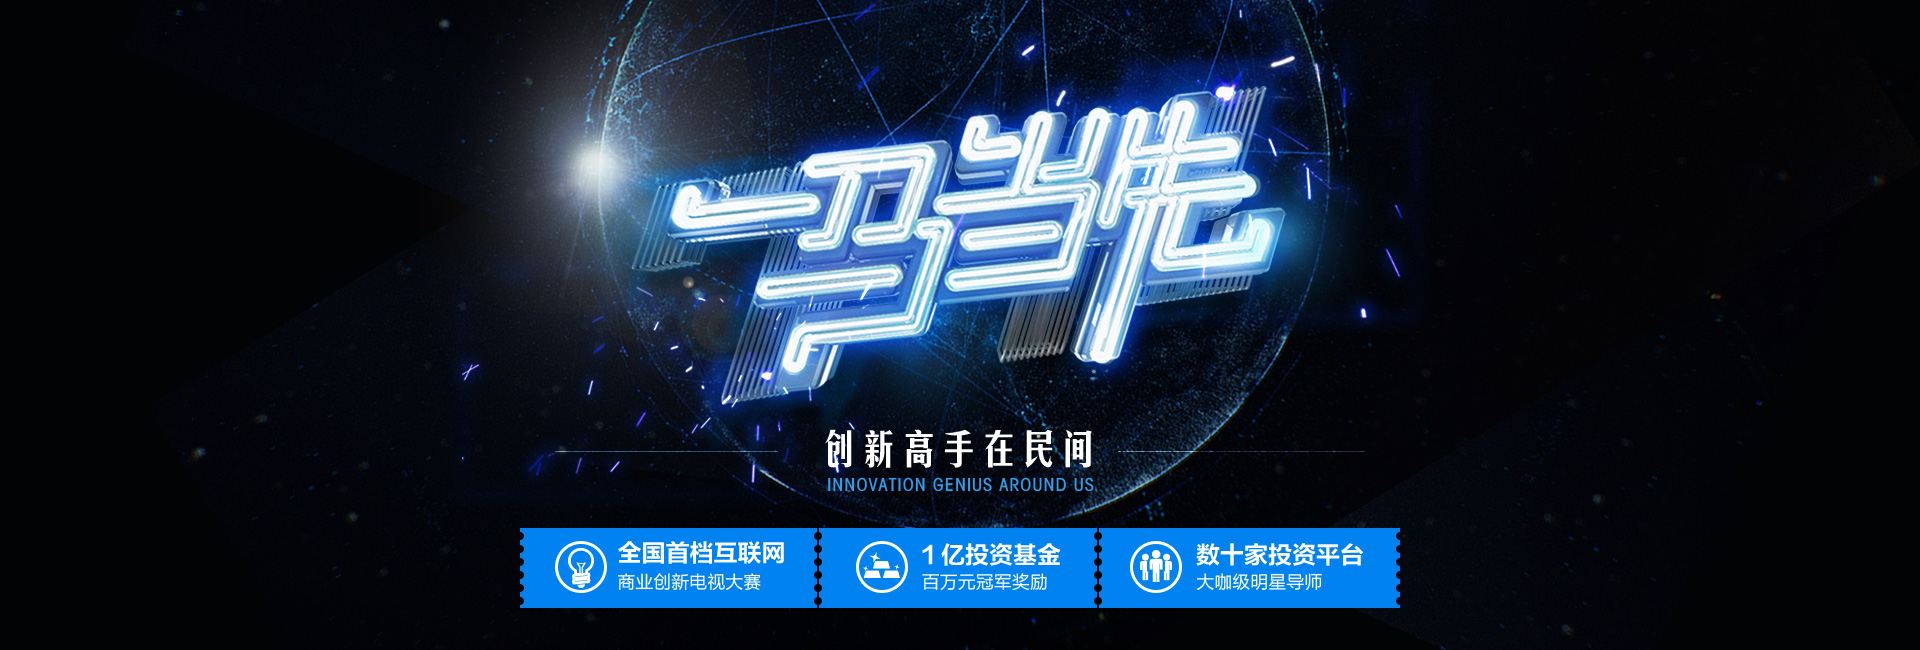 一马当先
创新高手在民间
INNOVATION GENIUS AROUND US
全国首档互联网
商业创新电视大赛
1亿投资基金
百万元冠军奖励
数十家投资平台
大咖级明星导师